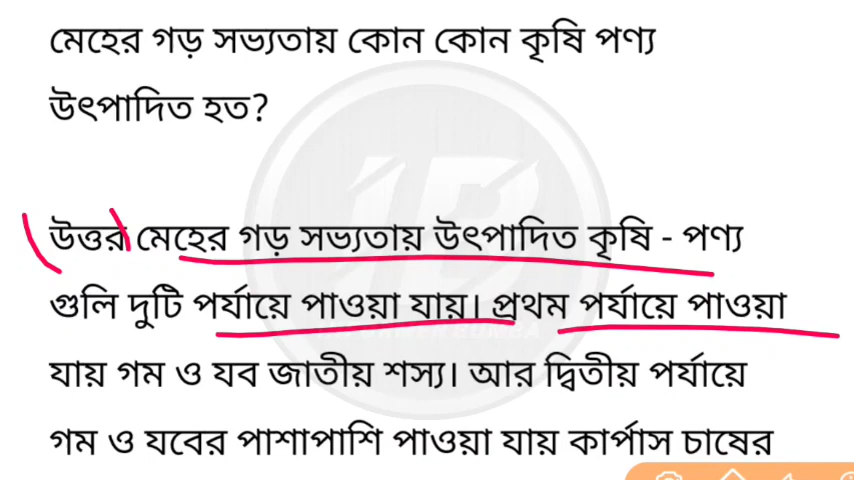 মেহের গড় সভ্যতায় কোন কোন কৃষি পণ্য
উৎপাদিত হত?
উত্তর মেহের গড় সভ্যতায় উৎপাদিত কৃষি - পণ্য
গুলি দুটি পর্যায়ে পাওয়া যায়। প্রথম পর্যায়ে পাওয়া
যায় গম ও যব জাতীয় শস্য। আর দ্বিতীয় পর্যায়ে
গম ও যবের পাশাপাশি পাওয়া যায় কার্পাস চাষের